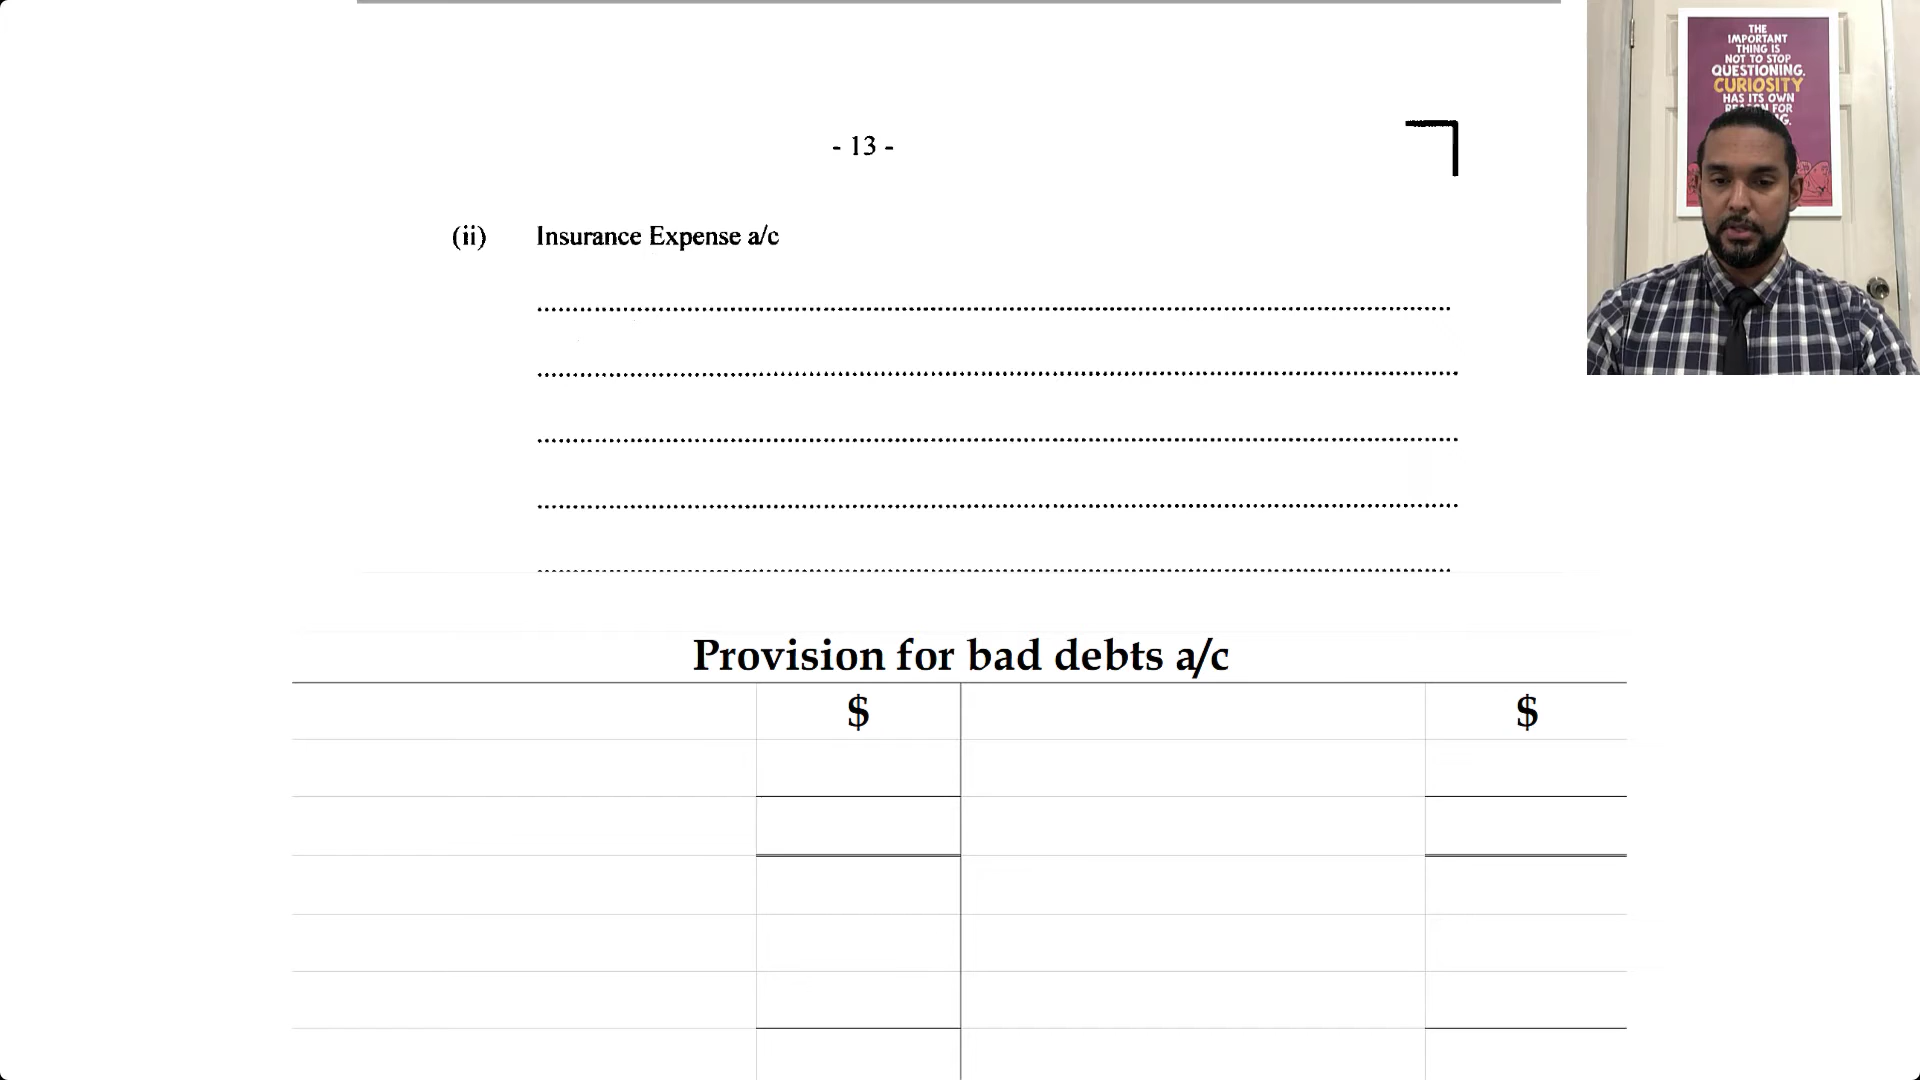 THE
IMPORTANT
THING IS
NOT TO STOP
QUESTIONING.
CURIOSITY
HAS ITS OWN
FOR
- 13 -
(ii) Insurance Expense a/c
Provision for bad debts a/c
$ $